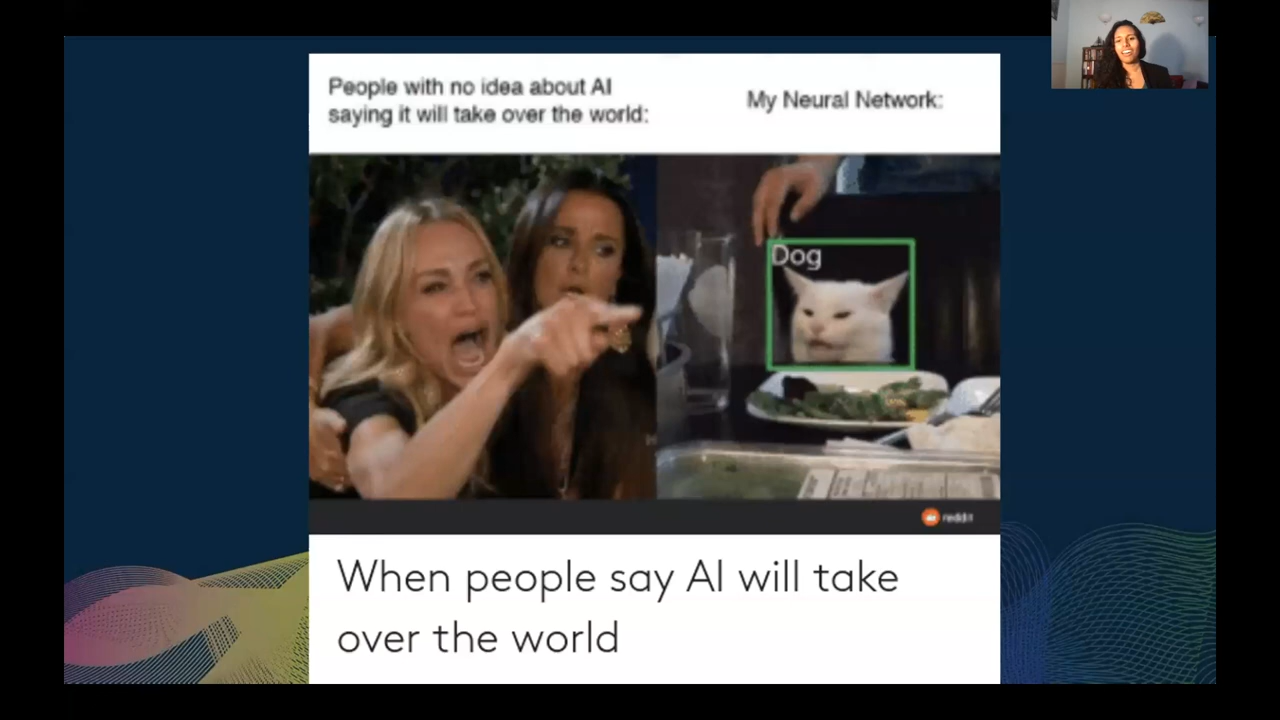 People with no idea about AI
saying it will take over the world:
My Neural Network:
Dog
reddit
When people say AI will take
over the world